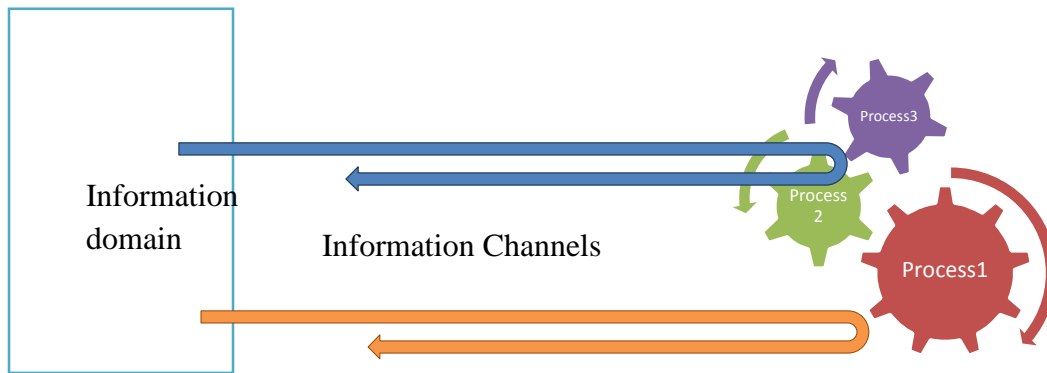 Process3
Information
domain
Process
2
Information Channels
Process1